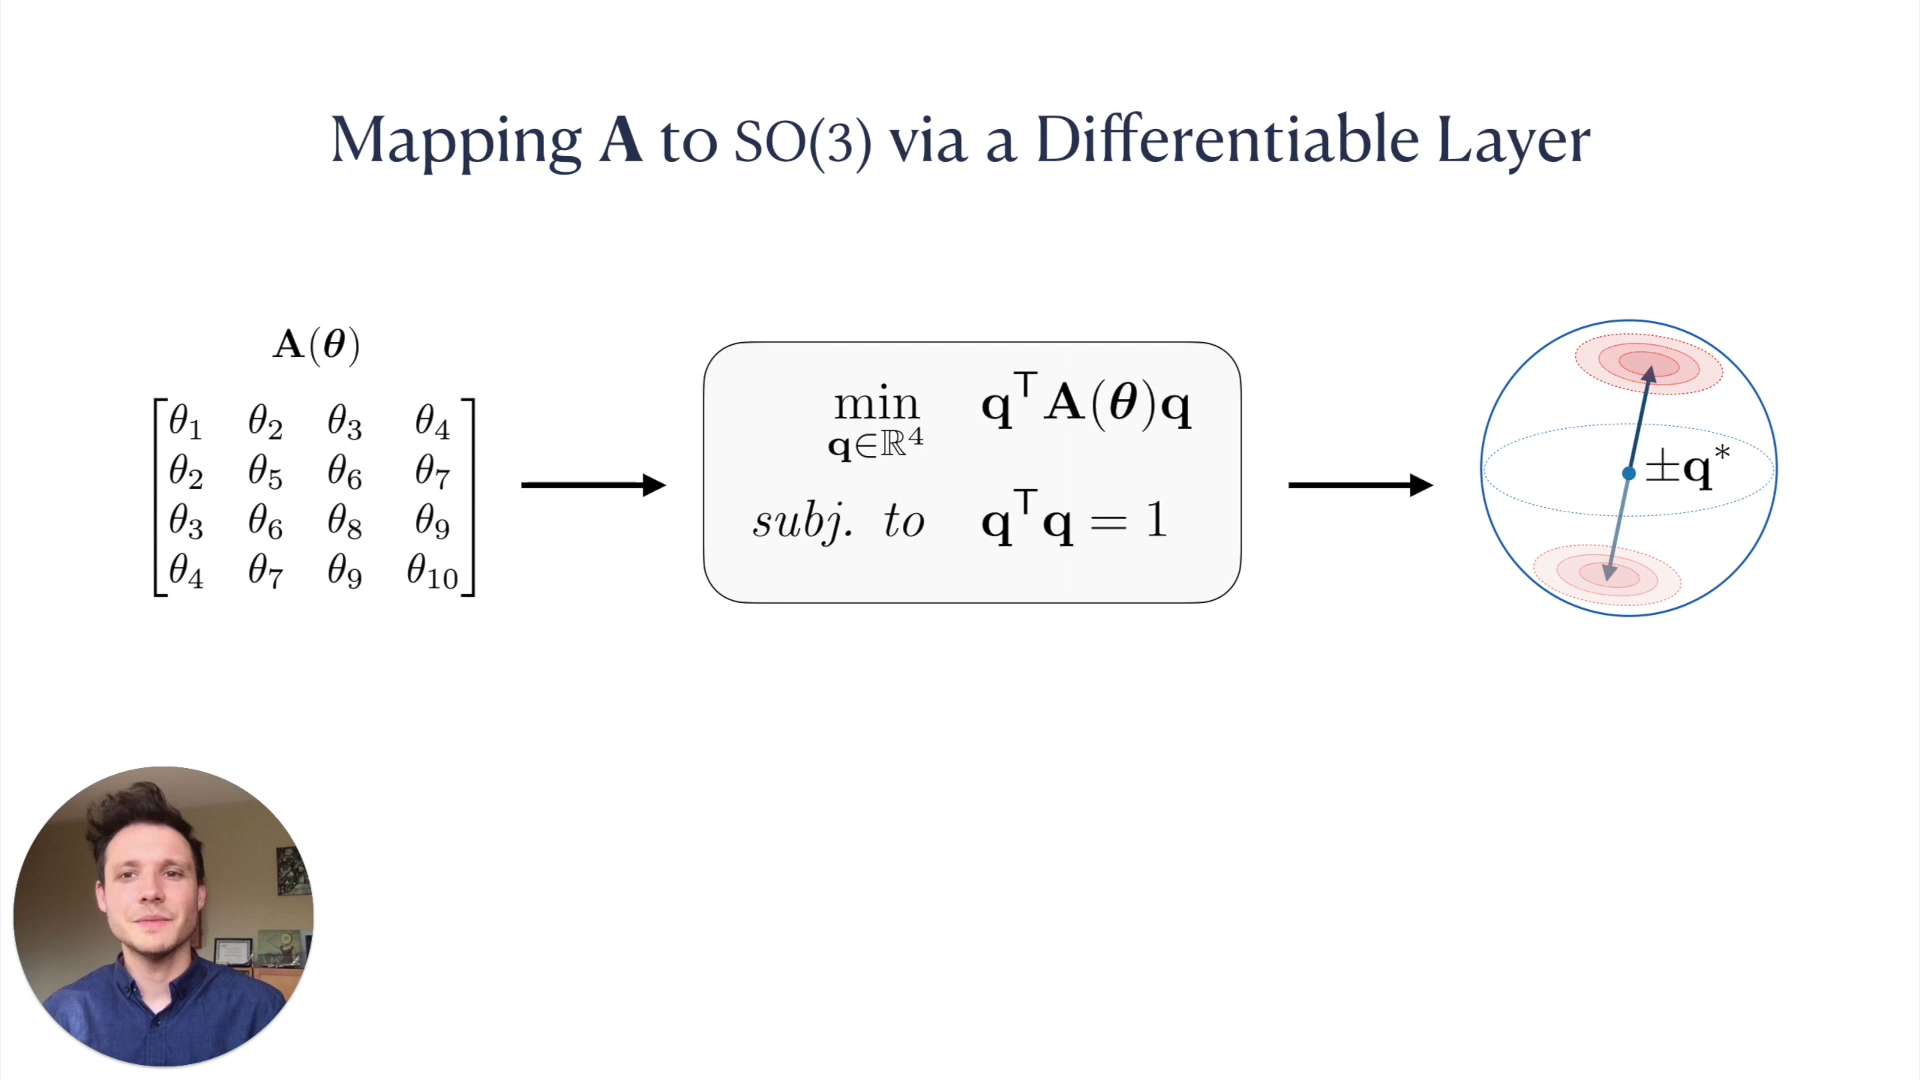 Mapping A to SO(3) via a Differentiable Layer
A(θ)
θ₁ θ₂ θ₃ θ₄
θ₂ θ₅ θ₆ θ₇
θ₃ θ₆ θ₈ θ₉
θ₄ θ₇ θ₉ θ₁₀
min q⊤A(θ)q
q∈ℝ⁴
subj. to q⊤q = 1
±q*